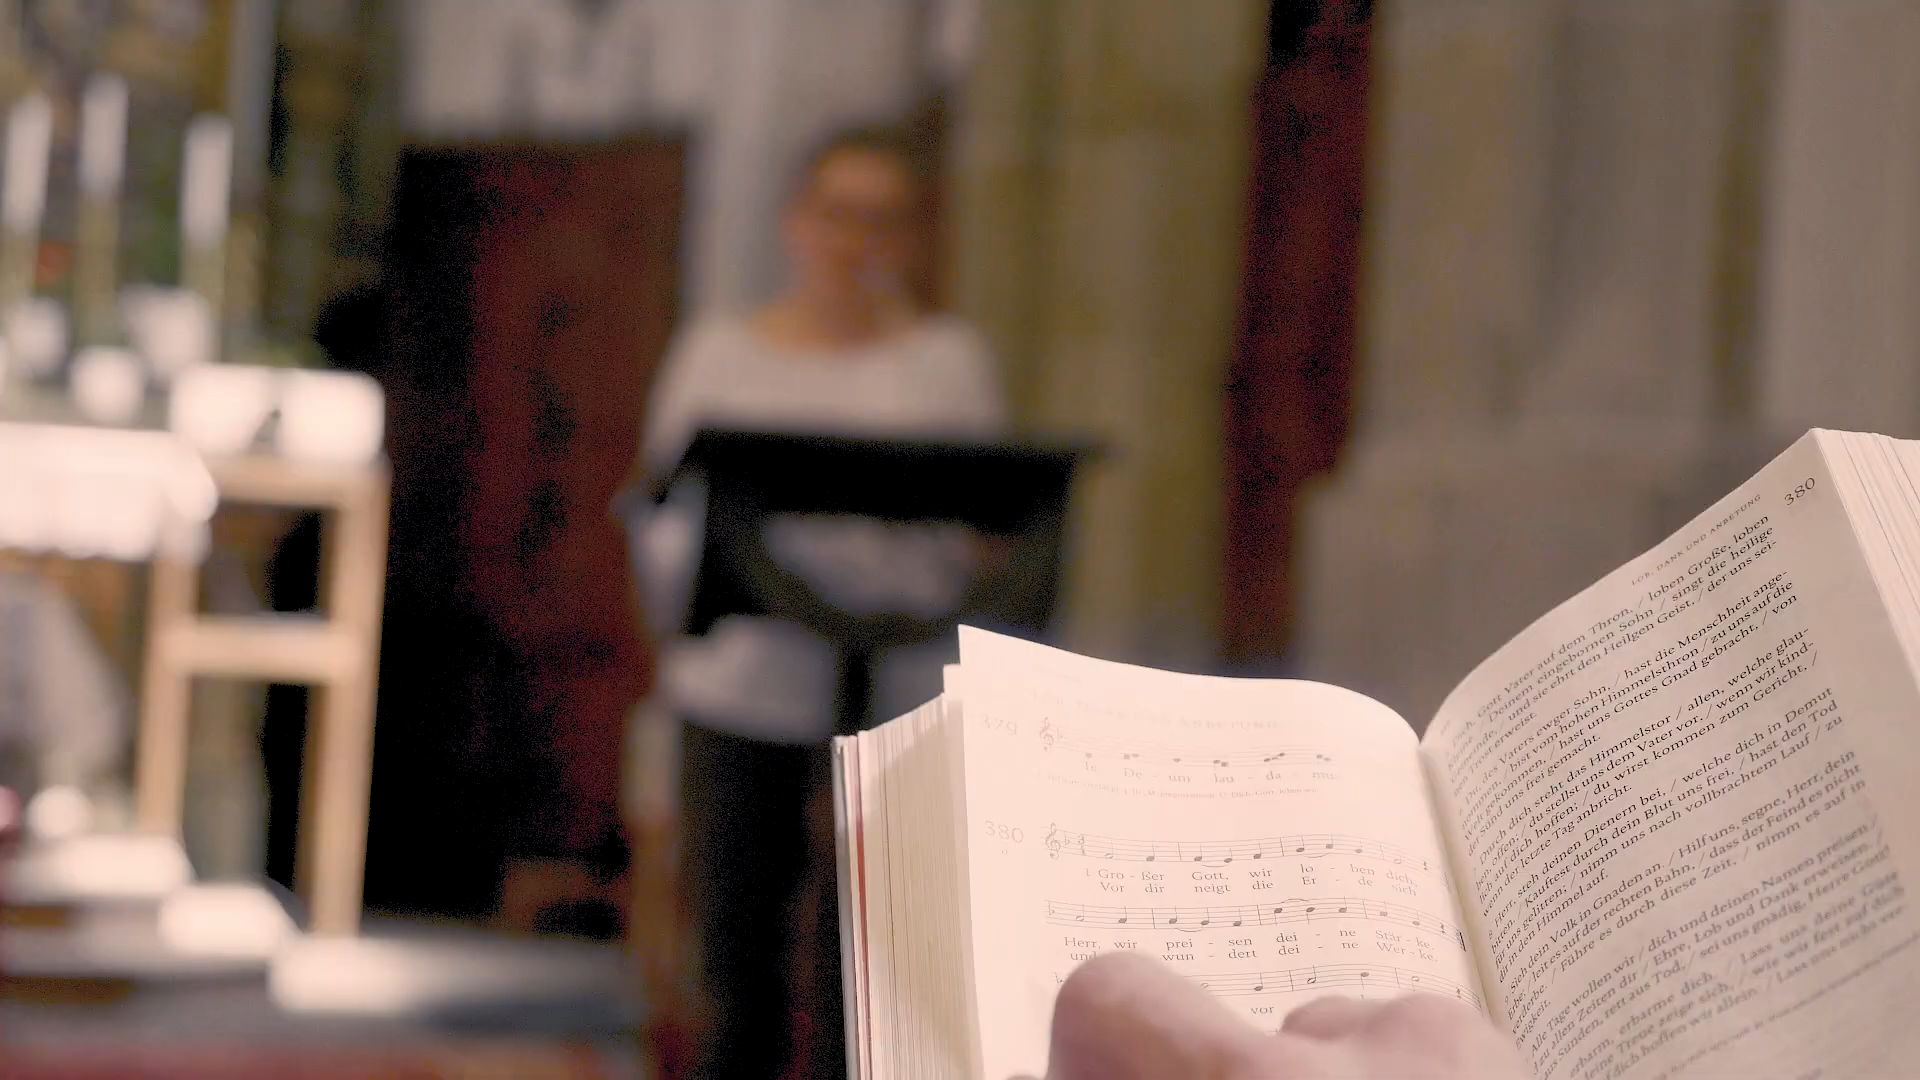 379
Te De - um lau - da - mus
380
1 Gro - ßer Gott, wir lo - ben dich;
Vor dir neigt die Er - de sich
Herr, wir prei - sen dei - ne Stär - ke.
und wun - dert dei - ne Wer - ke.
vor
LOB, DANK UND ANBETUNG 380
Gott Vater auf dem Thron, / loben Große, loben
Deinem eingebornen Sohn / singt die heilige
und sie ehrt den Heilgen Geist, / der uns sei-
nen Trost erweist.
Du, des Vaters ewger Sohn, / hast die Menschheit ange-
nommen, / bist vom hohen Himmelsthron / zu uns auf die
Welt gekommen, / hast uns Gottes Gnad gebracht, / von
der Sünd uns frei gemacht.
Durch dich steht das Himmelstor / allen, welche glau-
ben, offen; / du stellst uns dem Vater vor, / wenn wir kind-
lich auf dich hoffen; / du wirst kommen zum Gericht, /
wenn der letzte Tag anbricht.
Herr, steh deinen Dienern bei, / welche dich in Demut
bitten. / Kauftest durch dein Blut uns frei, / hast den Tod
für uns gelitten; / nimm uns nach vollbrachtem Lauf / zu
dir in den Himmel auf.
Sieh dein Volk in Gnaden an. / Hilf uns, segne, Herr, dein
Erbe; / leit es auf der rechten Bahn, / dass der Feind es nicht
verderbe. / Führe es durch diese Zeit, / nimm es auf in
Ewigkeit.
Alle Tage wollen wir / dich und deinen Namen preisen /
und zu allen Zeiten dir / Ehre, Lob und Dank erweisen.
aus Sünden, rett aus Tod, / sei uns gnädig, Herre Gott!
erbarm, erbarme dich. / Lass uns deine Güte
deine Treue zeige sich, / wie wir fest auf dich
auf dich hoffen wir allein. / Lass uns nicht ver-